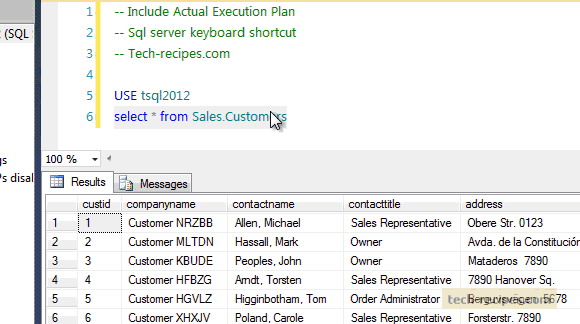 (SQL S
1 -- Include Actual Execution Plan
2 -- Sql server keyboard shortcut
3 -- Tech-recipes.com
4
5 USE tsql2012
6 select * from Sales.Customers
gs
Ps disal
100 %
Results Messages
custid companyname contactname contacttitle address
1 1 Customer NRZBB Allen, Michael Sales Representative Obere Str. 0123
2 2 Customer MLTDN Hassall, Mark Owner Avda. de la Constitución
3 3 Customer KBUDE Peoples, John Owner Mataderos 7890
4 4 Customer HFBZG Arndt, Torsten Sales Representative 7890 Hanover Sq.
5 5 Customer HGVLZ Higginbotham, Tom Order Administrator Berguvsvägen 5678
6 6 Customer XHXJV Poland, Carole Sales Representative Forsterstr. 7890